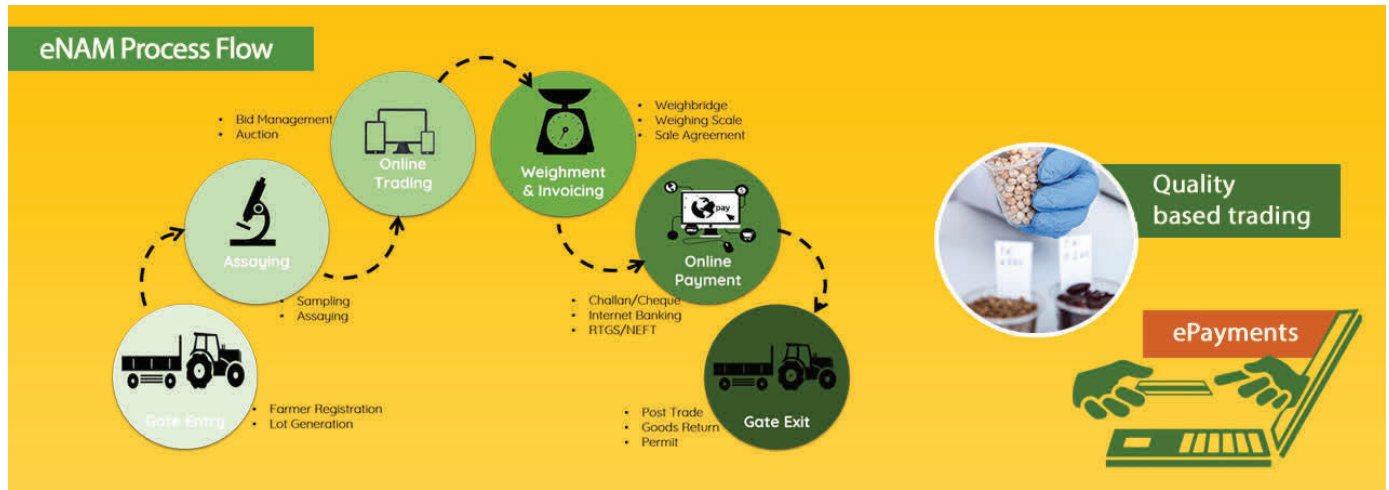 eNAM Process Flow
• Bid Management
• Auction
Online
Trading
Weighment
& Invoicing
• Weighbridge
• Weighing Scale
• Sale Agreement
Assaying
• Sampling
• Assaying
pay
Online
Payment
• Challan/Cheque
• Internet Banking
• RTGS/NEFT
Gate Entry
• Farmer Registration
• Lot Generation
• Post Trade
• Goods Return
• Permit
Gate Exit
Quality
based trading
ePayments